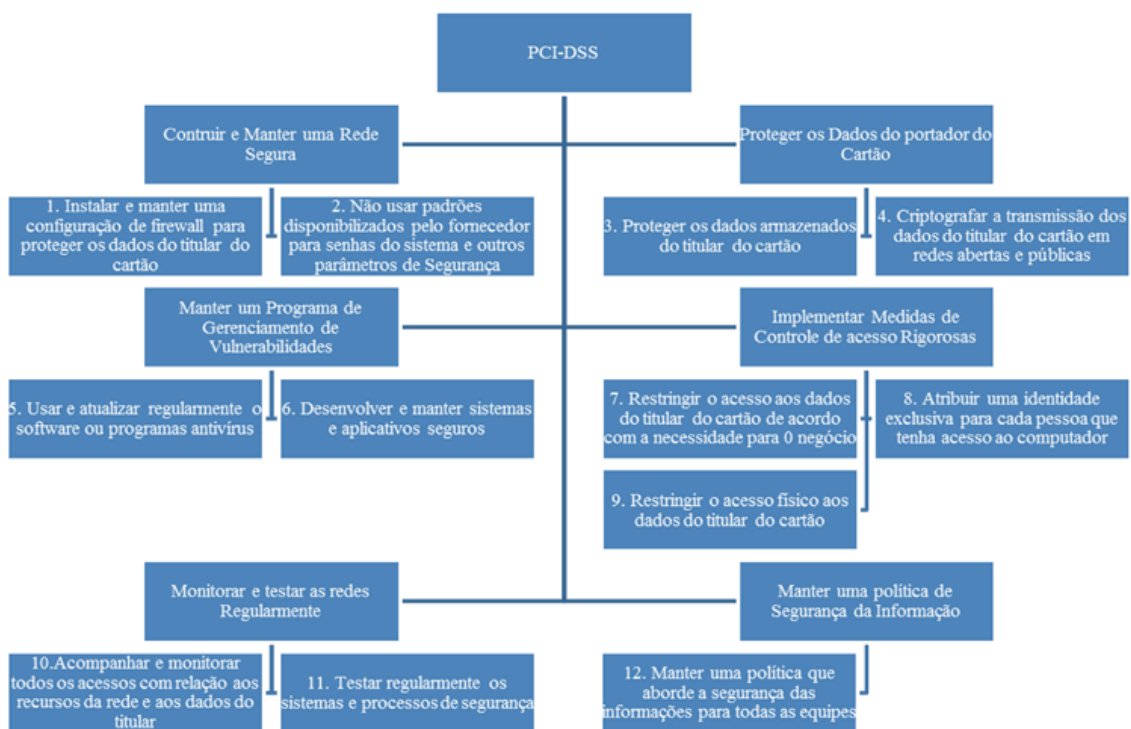 PCI-DSS
Contruir e Manter uma Rede
Segura
Proteger os Dados do portador do
Cartão
1. Instalar e manter uma
configuração de firewall para
proteger os dados do titular do
cartão
2. Não usar padrões
disponibilizados pelo fornecedor
para senhas do sistema e outros
parâmetros de Segurança
3. Proteger os dados armazenados
do titular do cartão
4. Criptografar a transmissão dos
dados do titular do cartão em
redes abertas e públicas
Manter um Programa de
Gerenciamento de
Vulnerabilidades
Implementar Medidas de
Controle de acesso Rigorosas
5. Usar e atualizar regularmente o
software ou programas antivírus
6. Desenvolver e manter sistemas
e aplicativos seguros
7. Restringir o acesso aos dados
do titular do cartão de acordo
com a necessidade para 0 negócio
8. Atribuir uma identidade
exclusiva para cada pessoa que
tenha acesso ao computador
9. Restringir o acesso físico aos
dados do titular do cartão
Monitorar e testar as redes
Regularmente
Manter uma política de
Segurança da Informação
10.Acompanhar e monitorar
todos os acessos com relação aos
recursos da rede e aos dados do
titular
11. Testar regularmente os
sistemas e processos de segurança
12. Manter uma política que
aborde a segurança das
informações para todas as equipes